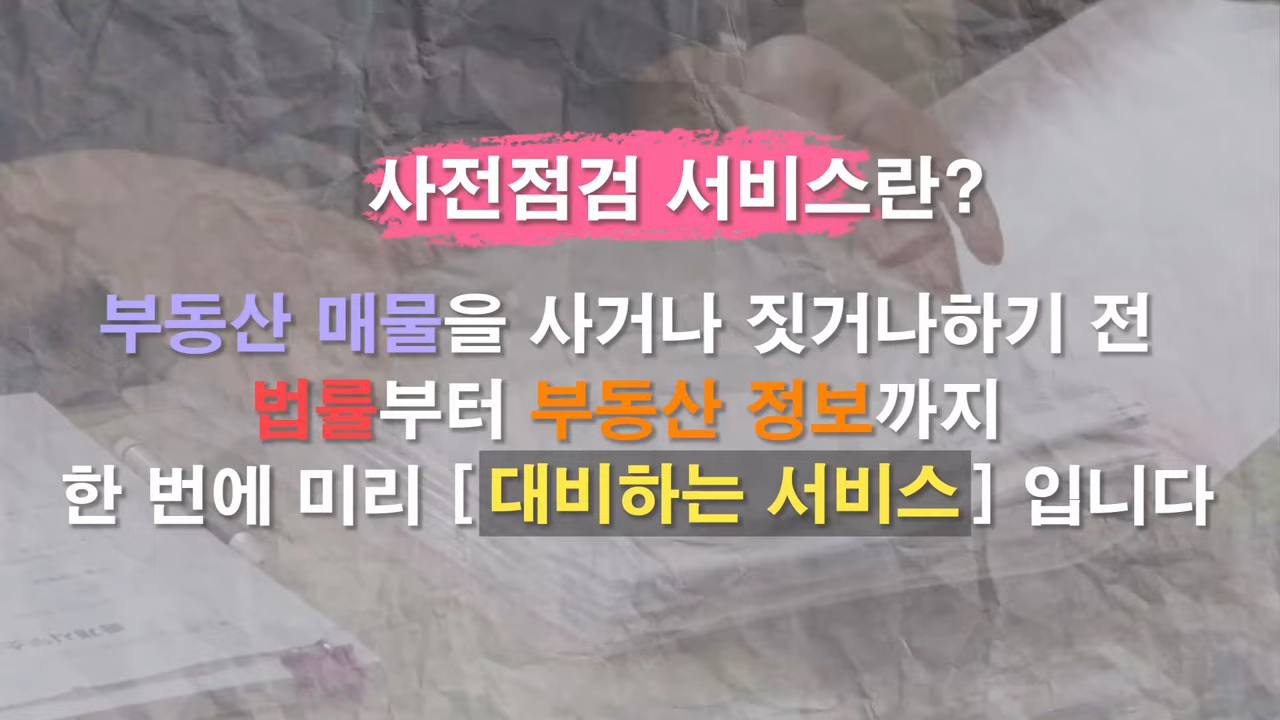 사전점검 서비스란?
부동산 매물을 사거나 짓거나하기 전
법률부터 부동산 정보까지
한 번에 미리 [대비하는 서비스] 입니다